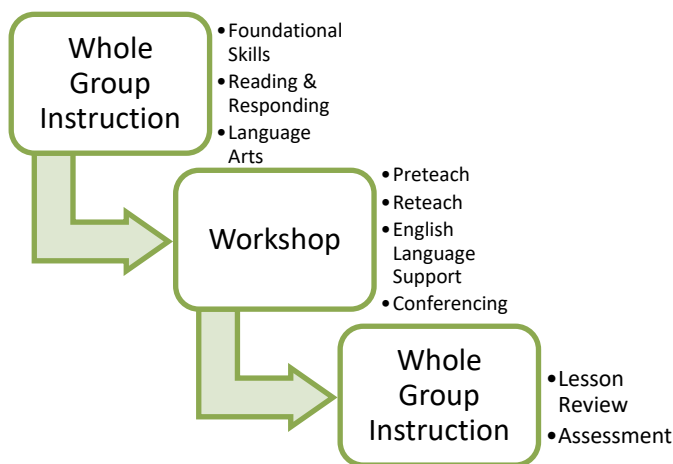 Whole
Group
Instruction
•Foundational
Skills
•Reading &
Responding
•Language
Arts
Workshop
•Preteach
•Reteach
•English
Language
Support
•Conferencing
Whole
Group
Instruction
•Lesson
Review
•Assessment